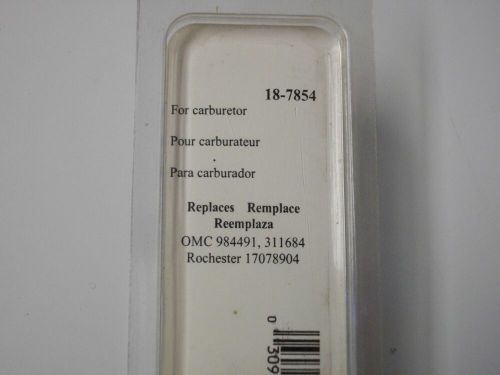 18-7854
For carburetor
Pour carburateur
Para carburador
Replaces Remplace
Reemplaza
OMC 984491, 311684
Rochester 17078904
0 309